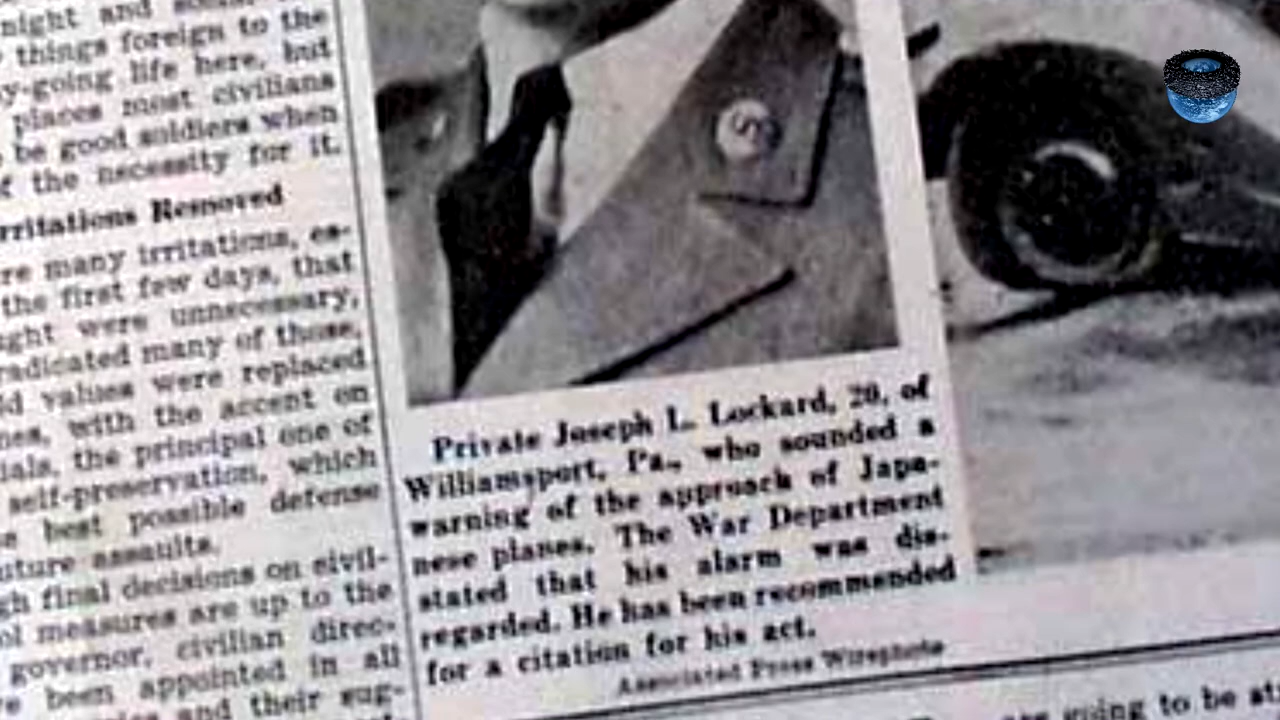 night and
things foreign to the
y-going life here, but
places most civilians
be good soldiers when
f the necessity for it.
rritations Removed
re many irritations, es-
the first few days, that
ght were unnecessary,
radicated many of those,
ld values were replaced
nes, with the accent on
ials, the principal one of
self-preservation, which
e best possible defense
uture assaults.
gh final decisions on civil-
ol measures are up to the
governor, civilian direc-
e been appointed in all
and their sug-
Private Joseph L. Lockard, 20, of
Williamsport, Pa., who sounded a
warning of the approach of Japa-
nese planes. The War Department
stated that his alarm was dis-
regarded. He has been recommended
for a citation for his act.
Associated Press Wirephoto
going to be